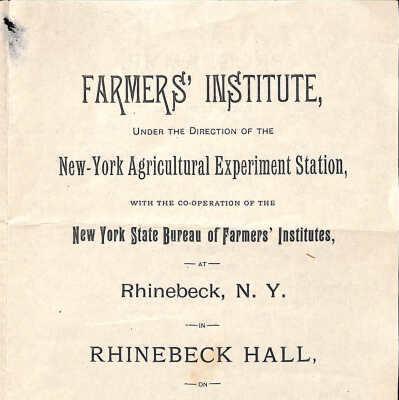 FARMERS' INSTITUTE,
UNDER THE DIRECTION OF THE
New-York Agricultural Experiment Station,
WITH THE CO-OPERATION OF THE
New York State Bureau of Farmers' Institutes,
— AT —
Rhinebeck, N. Y.
— IN —
RHINEBECK HALL,
— ON —